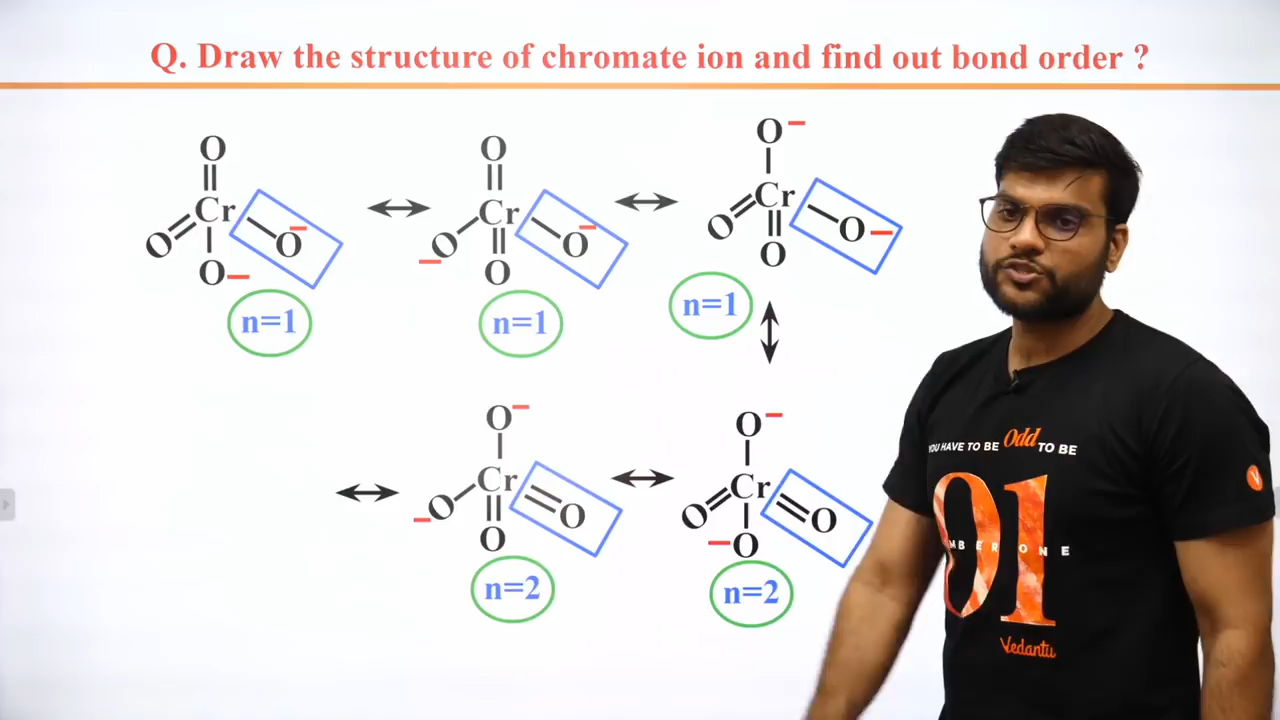 Q. Draw the structure of chromate ion and find out bond order ?
O
Cr
O
O−
O−
n=1
O
Cr
O−
O−
O
n=1
O−
Cr
O
O
O−
n=1
O−
Cr
O−
O
O
n=2
O−
Cr
O
O
O−
n=2
YOU HAVE TO BE Odd TO BE
01
MBER ONE
Vedantu
V